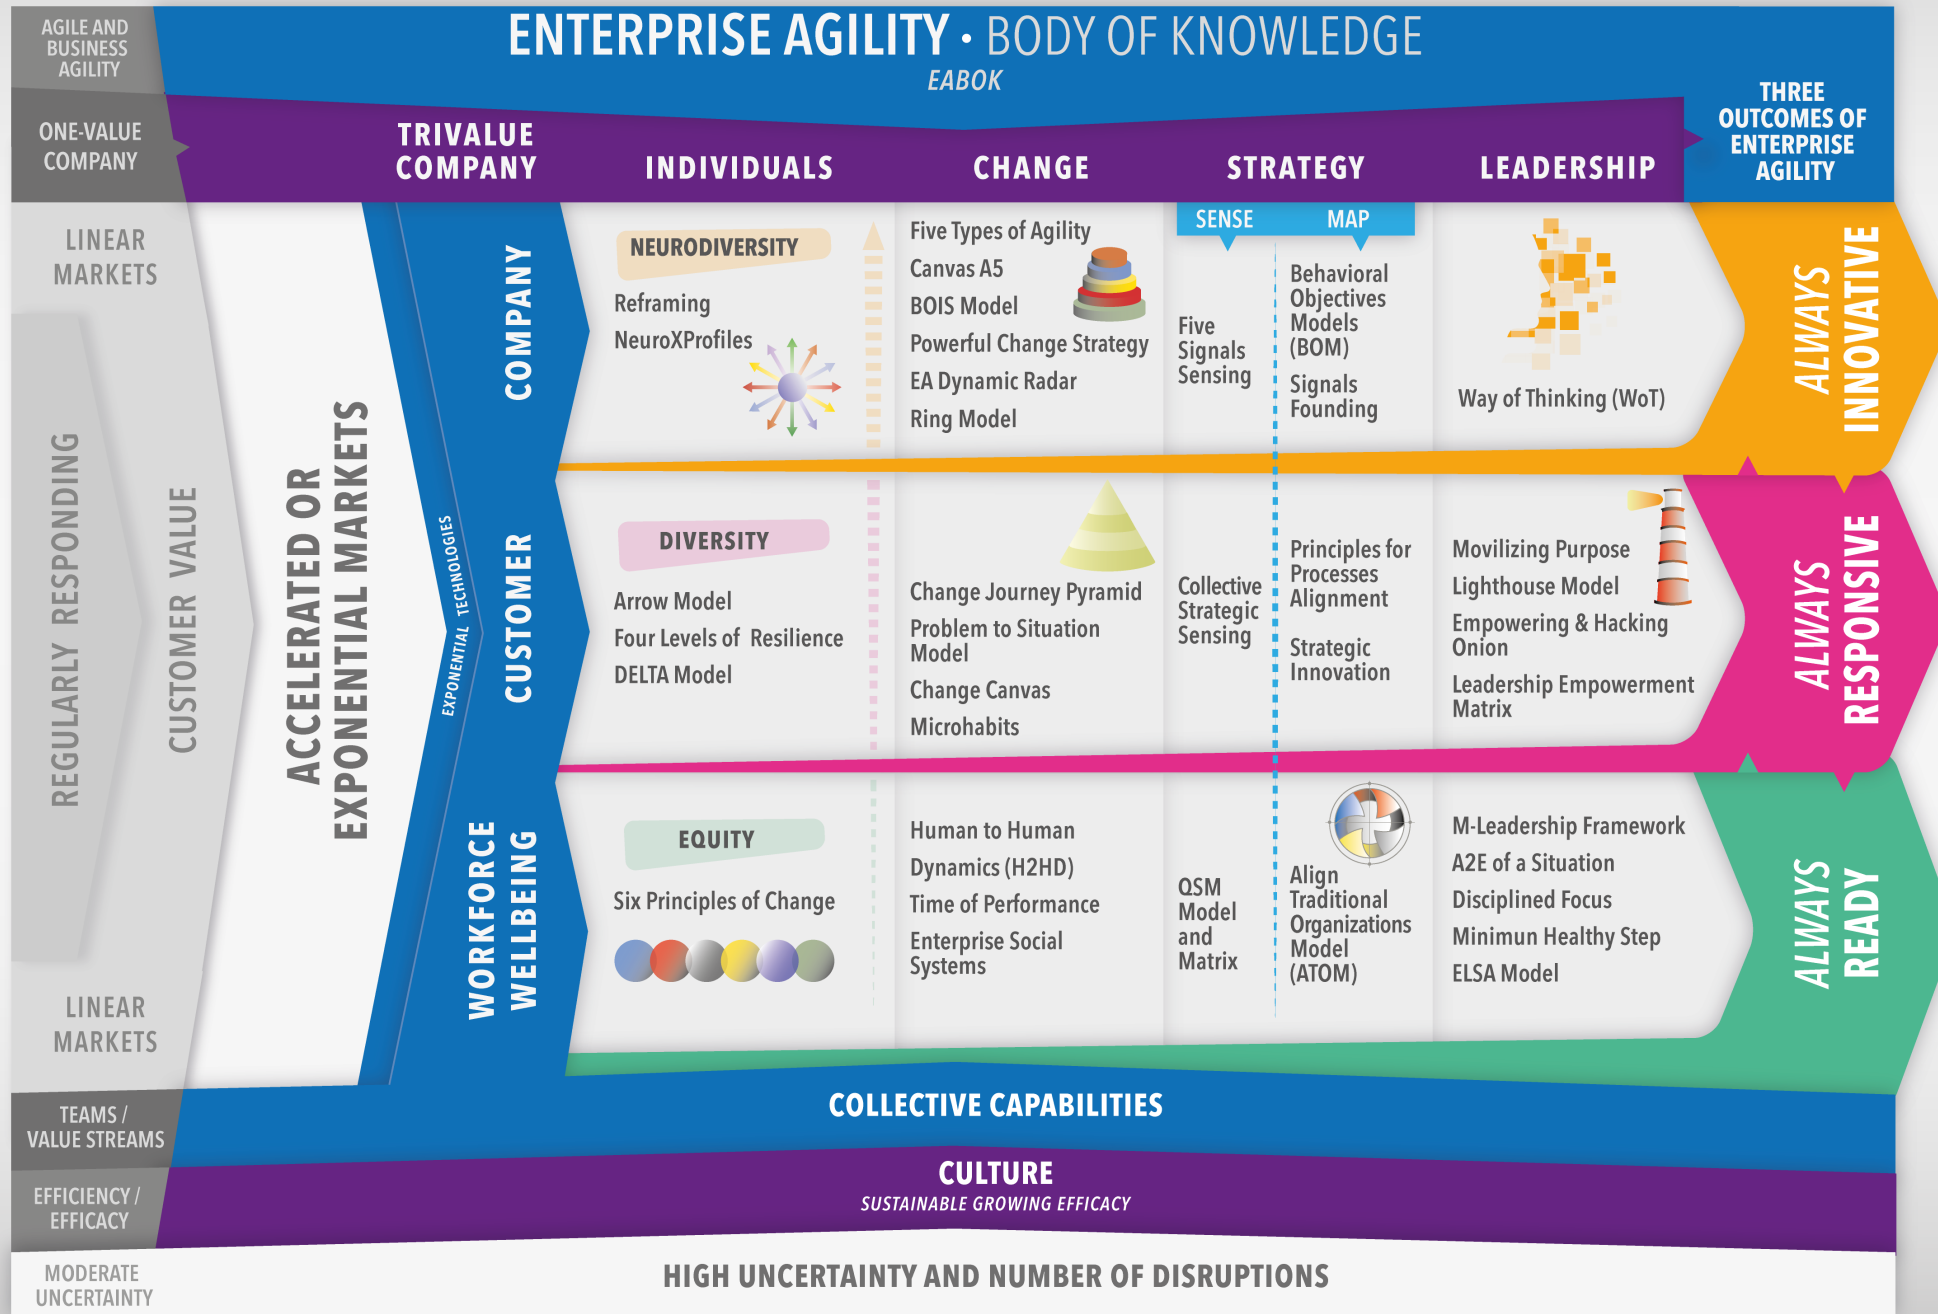 AGILE AND
BUSINESS
AGILITY
ENTERPRISE AGILITY • BODY OF KNOWLEDGE
EABOK
ONE-VALUE
COMPANY
TRIVALUE
COMPANY
INDIVIDUALS
CHANGE
STRATEGY
LEADERSHIP
THREE
OUTCOMES OF
ENTERPRISE
AGILITY
LINEAR
MARKETS
REGULARLY RESPONDING
CUSTOMER VALUE
LINEAR
MARKETS
ACCELERATED OR
EXPONENTIAL MARKETS
EXPONENTIAL TECHNOLOGIES
COMPANY
NEURODIVERSITY
Reframing
NeuroXProfiles
Five Types of Agility
Canvas A5
BOIS Model
Powerful Change Strategy
EA Dynamic Radar
Ring Model
SENSE
MAP
Five
Signals
Sensing
Behavioral
Objectives
Models
(BOM)
Signals
Founding
Way of Thinking (WoT)
ALWAYS
INNOVATIVE
CUSTOMER
DIVERSITY
Arrow Model
Four Levels of Resilience
DELTA Model
Change Journey Pyramid
Problem to Situation
Model
Change Canvas
Microhabits
Collective
Strategic
Sensing
Principles for
Processes
Alignment
Strategic
Innovation
Movilizing Purpose
Lighthouse Model
Empowering & Hacking
Onion
Leadership Empowerment
Matrix
ALWAYS
RESPONSIVE
WORKFORCE
WELLBEING
EQUITY
Six Principles of Change
Human to Human
Dynamics (H2HD)
Time of Performance
Enterprise Social
Systems
QSM
Model
and
Matrix
Align
Traditional
Organizations
Model
(ATOM)
M-Leadership Framework
A2E of a Situation
Disciplined Focus
Minimun Healthy Step
ELSA Model
ALWAYS
READY
TEAMS /
VALUE STREAMS
COLLECTIVE CAPABILITIES
EFFICIENCY /
EFFICACY
CULTURE
SUSTAINABLE GROWING EFFICACY
MODERATE
UNCERTAINTY
HIGH UNCERTAINTY AND NUMBER OF DISRUPTIONS